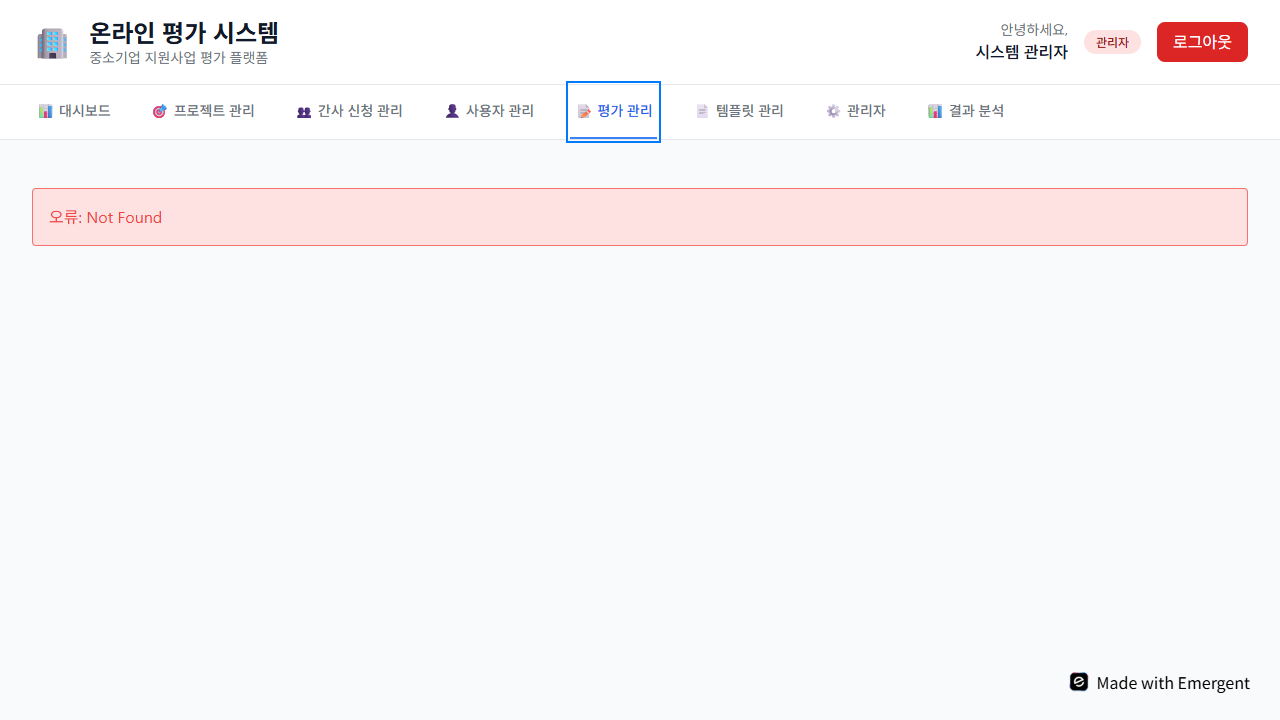 온라인 평가 시스템
중소기업 지원사업 평가 플랫폼
안녕하세요,
시스템 관리자
관리자
로그아웃
대시보드
프로젝트 관리
간사 신청 관리
사용자 관리
평가 관리
템플릿 관리
관리자
결과 분석
오류: Not Found
Made with Emergent